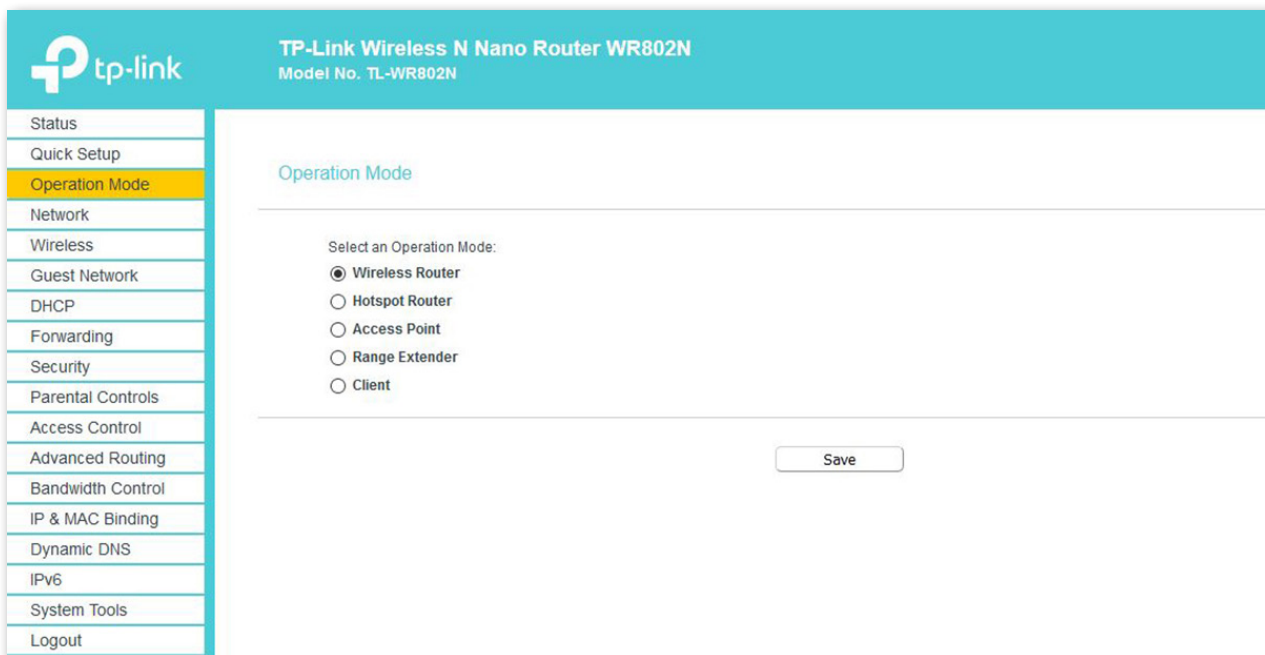 tp-link
TP-Link Wireless N Nano Router WR802N
Model No. TL-WR802N
Status
Quick Setup
Operation Mode
Network
Wireless
Guest Network
DHCP
Forwarding
Security
Parental Controls
Access Control
Advanced Routing
Bandwidth Control
IP & MAC Binding
Dynamic DNS
IPv6
System Tools
Logout
Operation Mode
Select an Operation Mode:
Wireless Router
Hotspot Router
Access Point
Range Extender
Client
Save